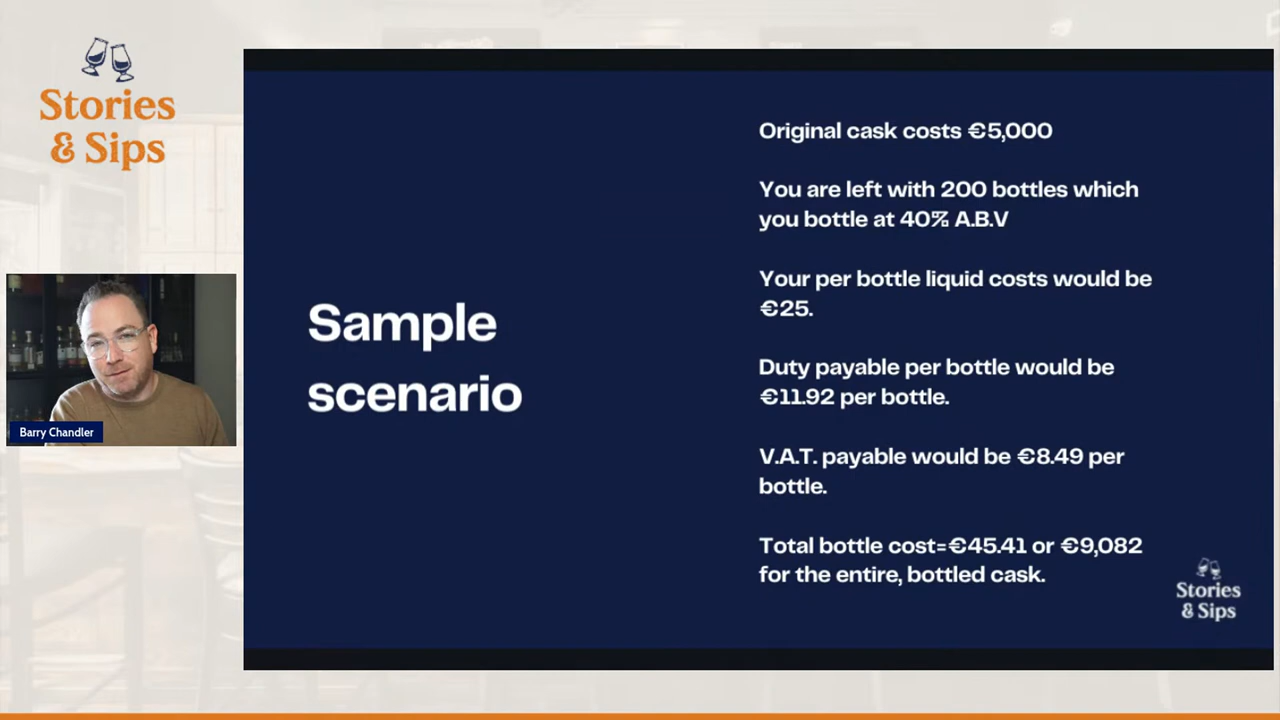 Stories
& Sips
Barry Chandler
Sample
scenario
Original cask costs €5,000
You are left with 200 bottles which
you bottle at 40% A.B.V
Your per bottle liquid costs would be
€25.
Duty payable per bottle would be
€11.92 per bottle.
V.A.T. payable would be €8.49 per
bottle.
Total bottle cost=€45.41 or €9,082
for the entire, bottled cask.
Stories
& Sips